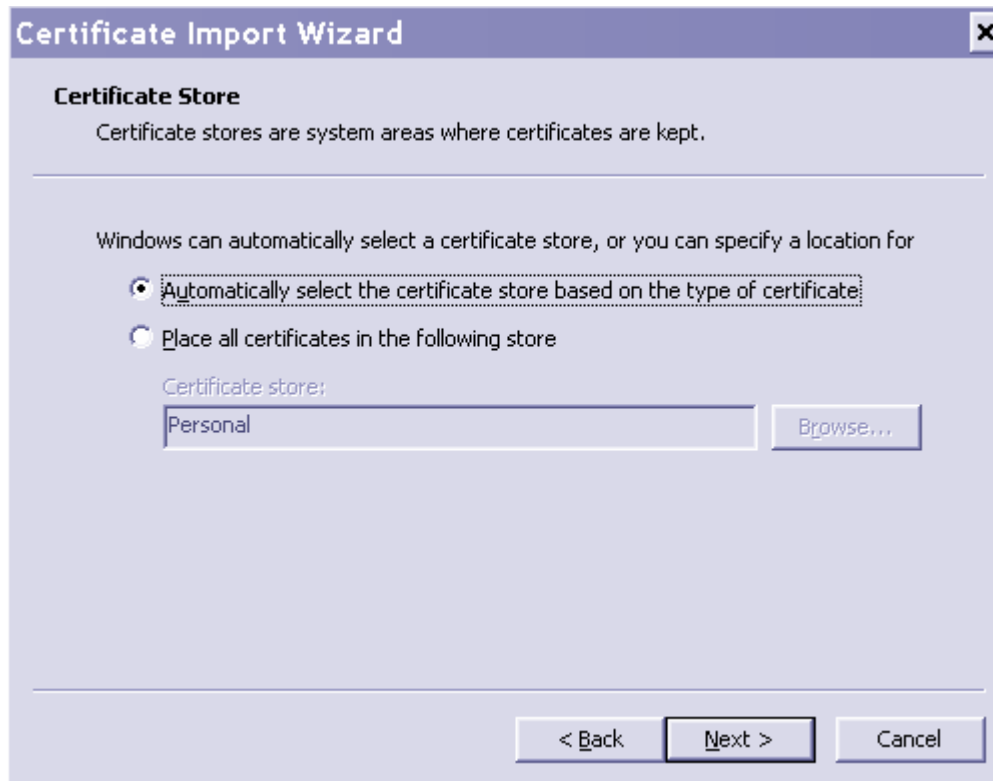 Certificate Import Wizard
Certificate Store
Certificate stores are system areas where certificates are kept.
Windows can automatically select a certificate store, or you can specify a location for
Automatically select the certificate store based on the type of certificate
Place all certificates in the following store
Certificate store:
Personal
Browse...
< Back
Next >
Cancel